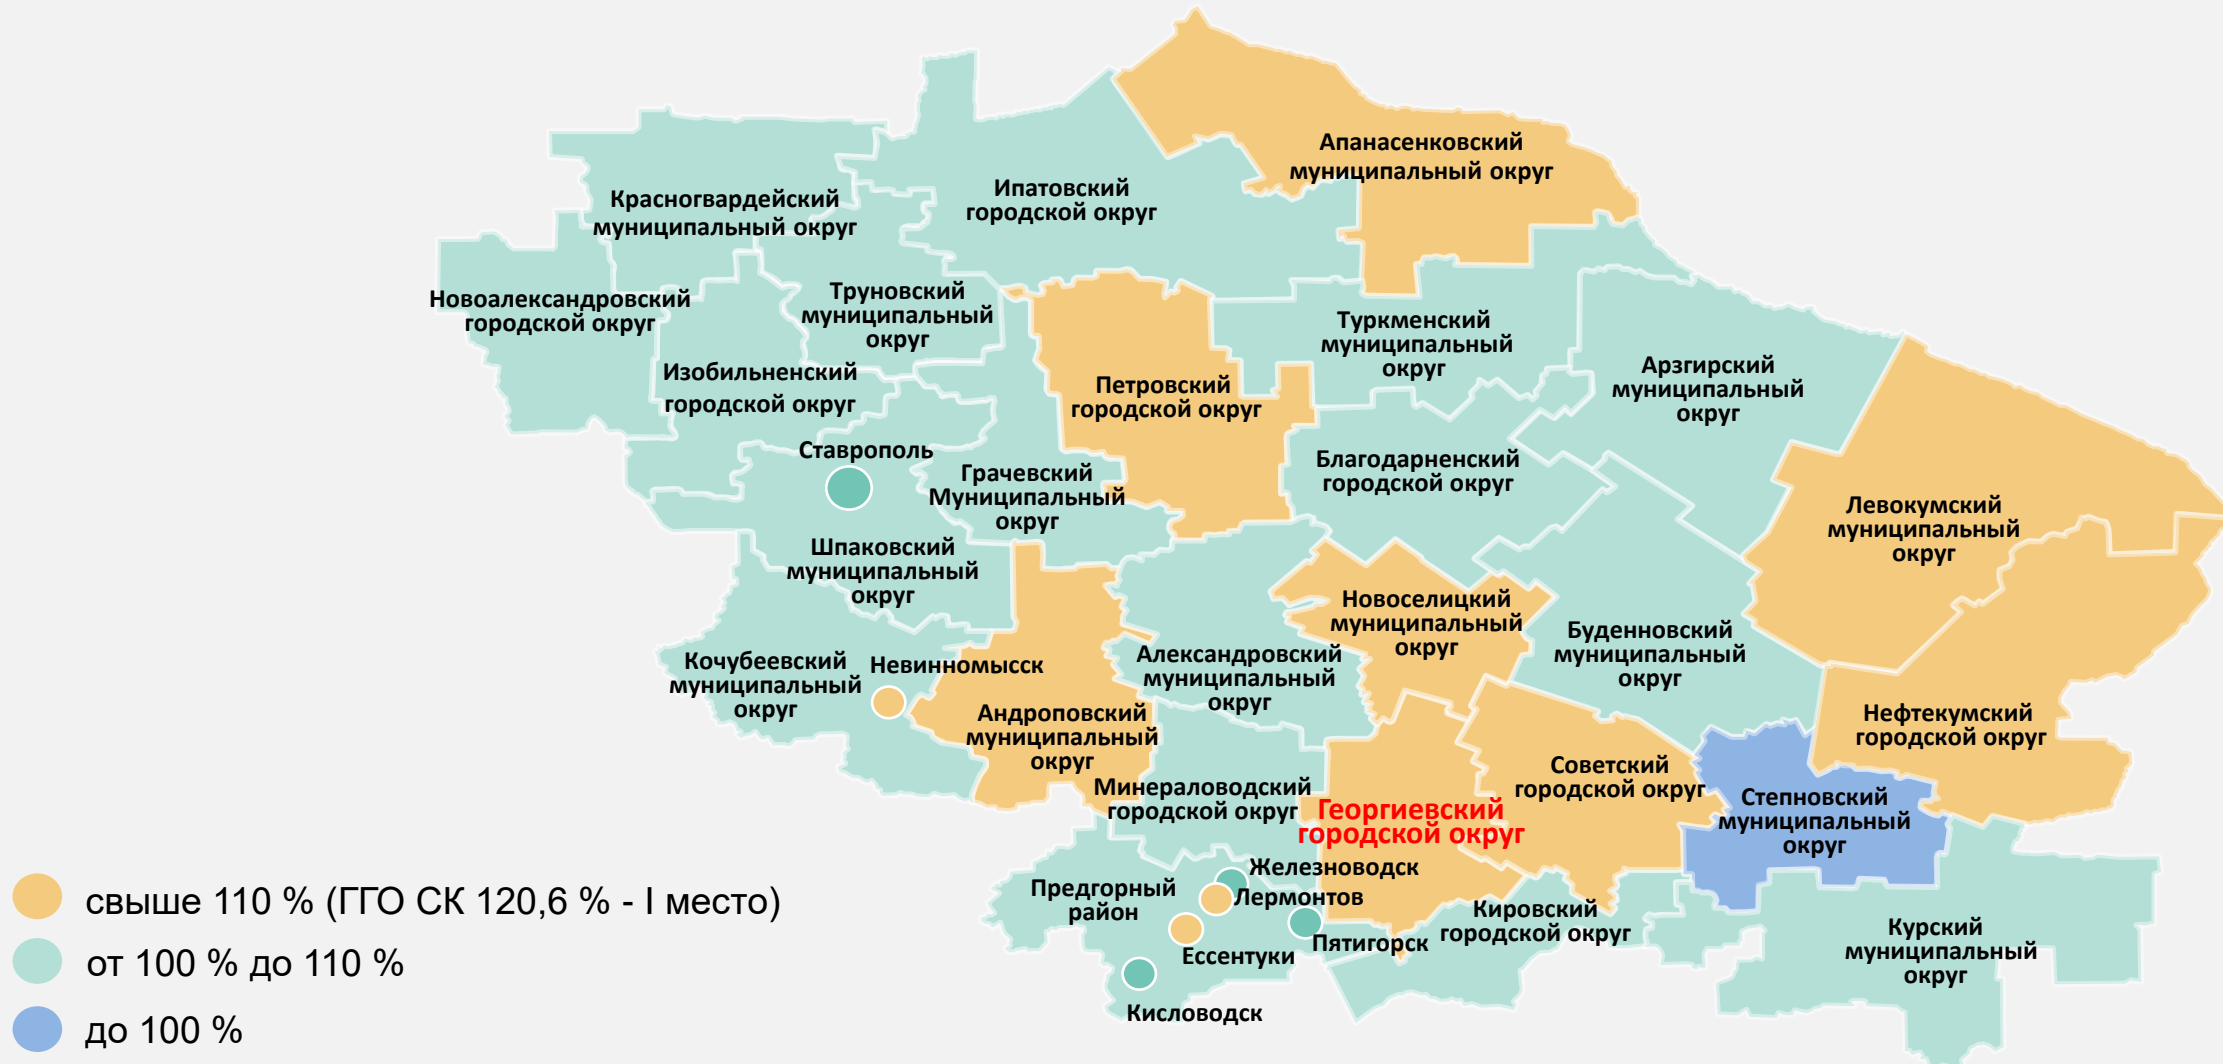 Апанасенковский
муниципальный округ
Ипатовский
городской округ
Красногвардейский
муниципальный округ
Новоалександровский
городской округ
Труновский
муниципальный
округ
Туркменский
муниципальный
округ
Изобильненский
городской округ
Петровский
городской округ
Арзгирский
муниципальный
округ
Ставрополь
Грачевский
Муниципальный
округ
Благодарненский
городской округ
Левокумский
муниципальный
округ
Шпаковский
муниципальный
округ
Новоселицкий
муниципальный
округ
Буденновский
муниципальный
округ
Кочубеевский
муниципальный
округ
Невинномысск
Александровский
муниципальный
округ
Андроповский
муниципальный
округ
Нефтекумский
городской округ
Минераловодский
городской округ
Георгиевский
городской округ
Советский
городской округ
Степновский
муниципальный
округ
Железноводск
Лермонтов
Предгорный
район
Ессентуки
Пятигорск
Кировский
городской округ
Курский
муниципальный
округ
Кисловодск
свыше 110 % (ГГО СК 120,6 % - I место)
от 100 % до 110 %
до 100 %